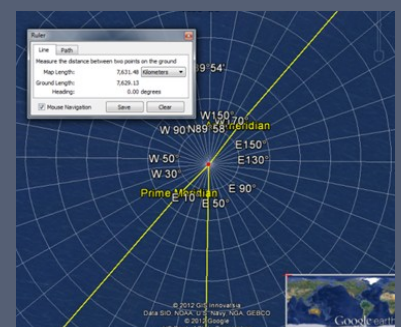 Ruler
Line Path
Measure the distance between two points on the ground
Map Length: 7,631.48 Kilometers
Ground Length: 7,629.13
Heading: 0.00 degrees
Mouse Navigation Save Clear
89°54'
W150°
W170°
meridian
W 90°
N89°58'
E150°
E130°
W 50°
W 30°
Prime Meridian
E 90°
E 10°
E 50°
© 2012 GIS Innovatsia
Data SIO, NOAA, U.S. Navy, NGA, GEBCO
© 2012 Google
Google earth